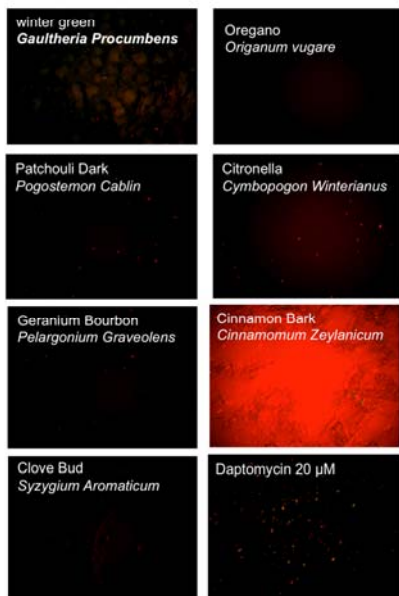 winter green
Gaultheria Procumbens
Oregano
Origanum vugare
Patchouli Dark
Pogostemon Cablin
Citronella
Cymbopogon Winterianus
Geranium Bourbon
Pelargonium Graveolens
Cinnamon Bark
Cinnamomum Zeylanicum
Clove Bud
Syzygium Aromaticum
Daptomycin 20 µM